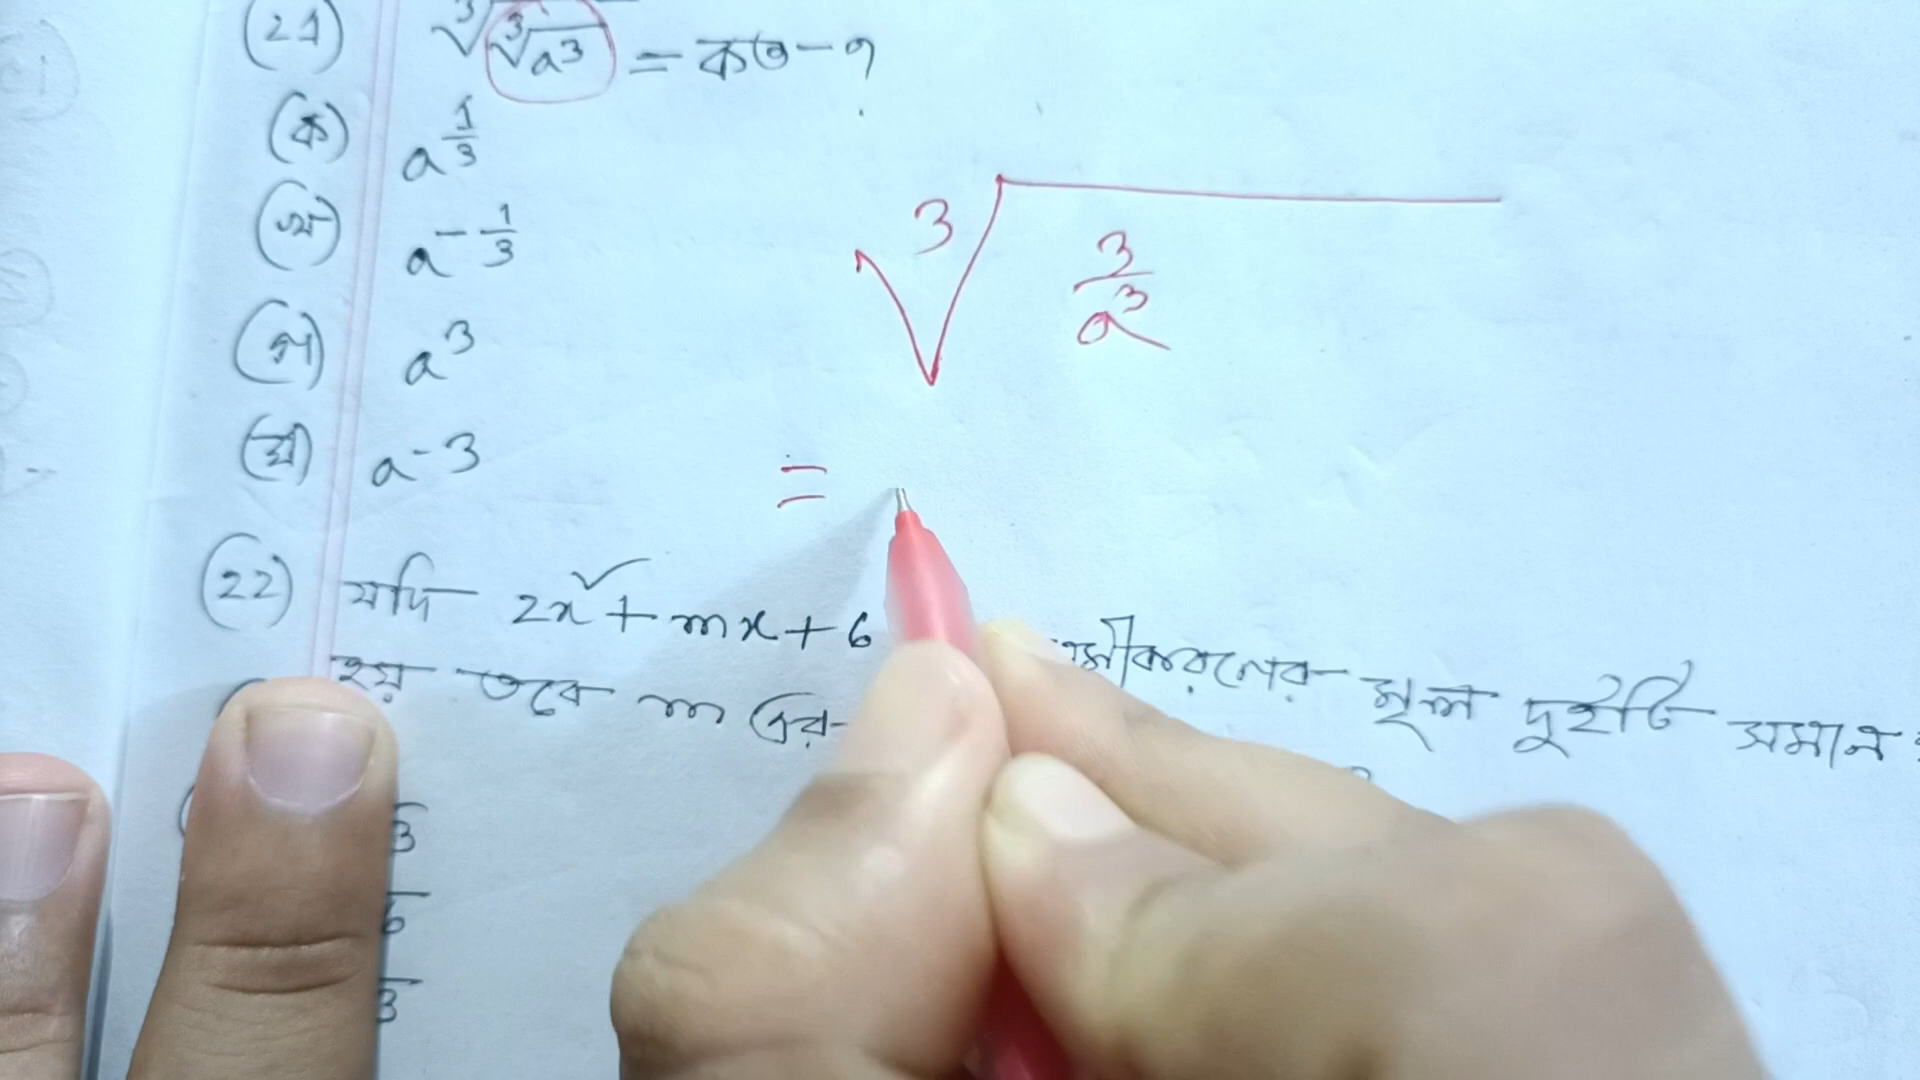 (21) ∛∛a³ = কত - ?
(ক) a^{1/3}
(খ) a^{-1/3}
(গ) a³
(ঘ) a^{-3}
3√ 3/a³
=
(22) যদি 2x² + mx + 6 সমীকরণের মূল দুইটি সমান
হয় তবে m এর
3
6
3